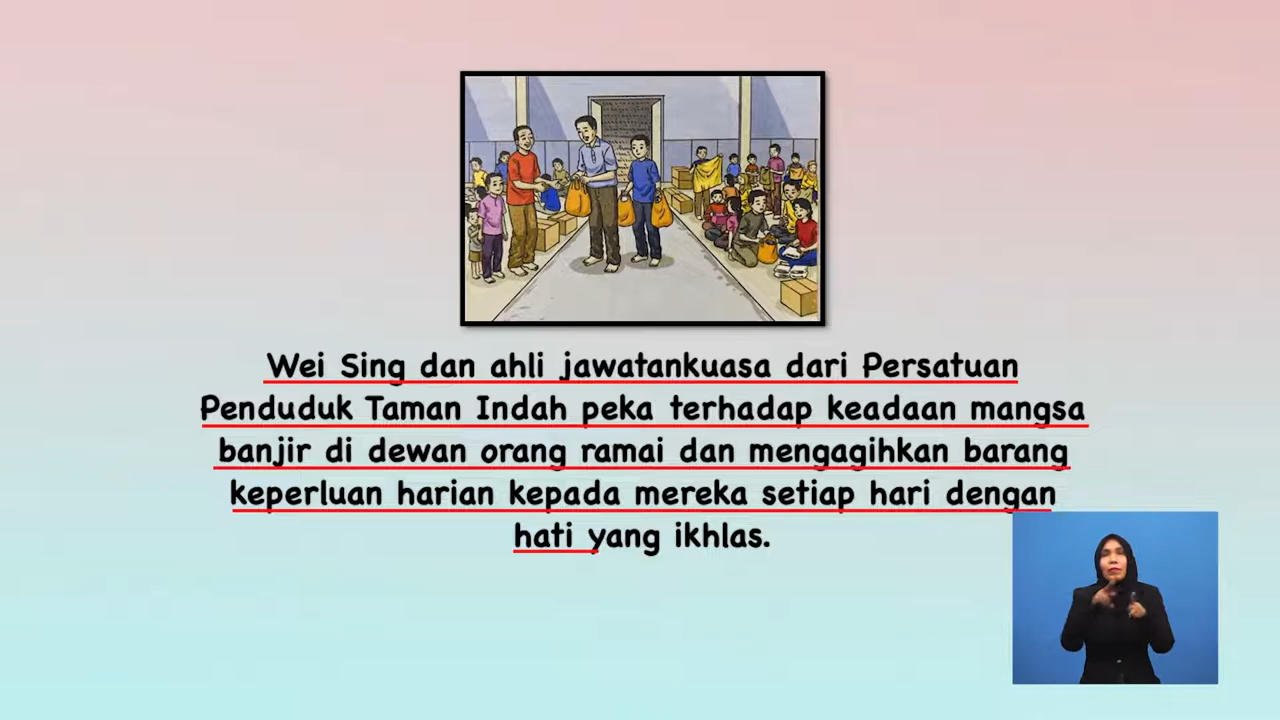 Wei Sing dan ahli jawatankuasa dari Persatuan
Penduduk Taman Indah peka terhadap keadaan mangsa
banjir di dewan orang ramai dan mengagihkan barang
keperluan harian kepada mereka setiap hari dengan
hati yang ikhlas.